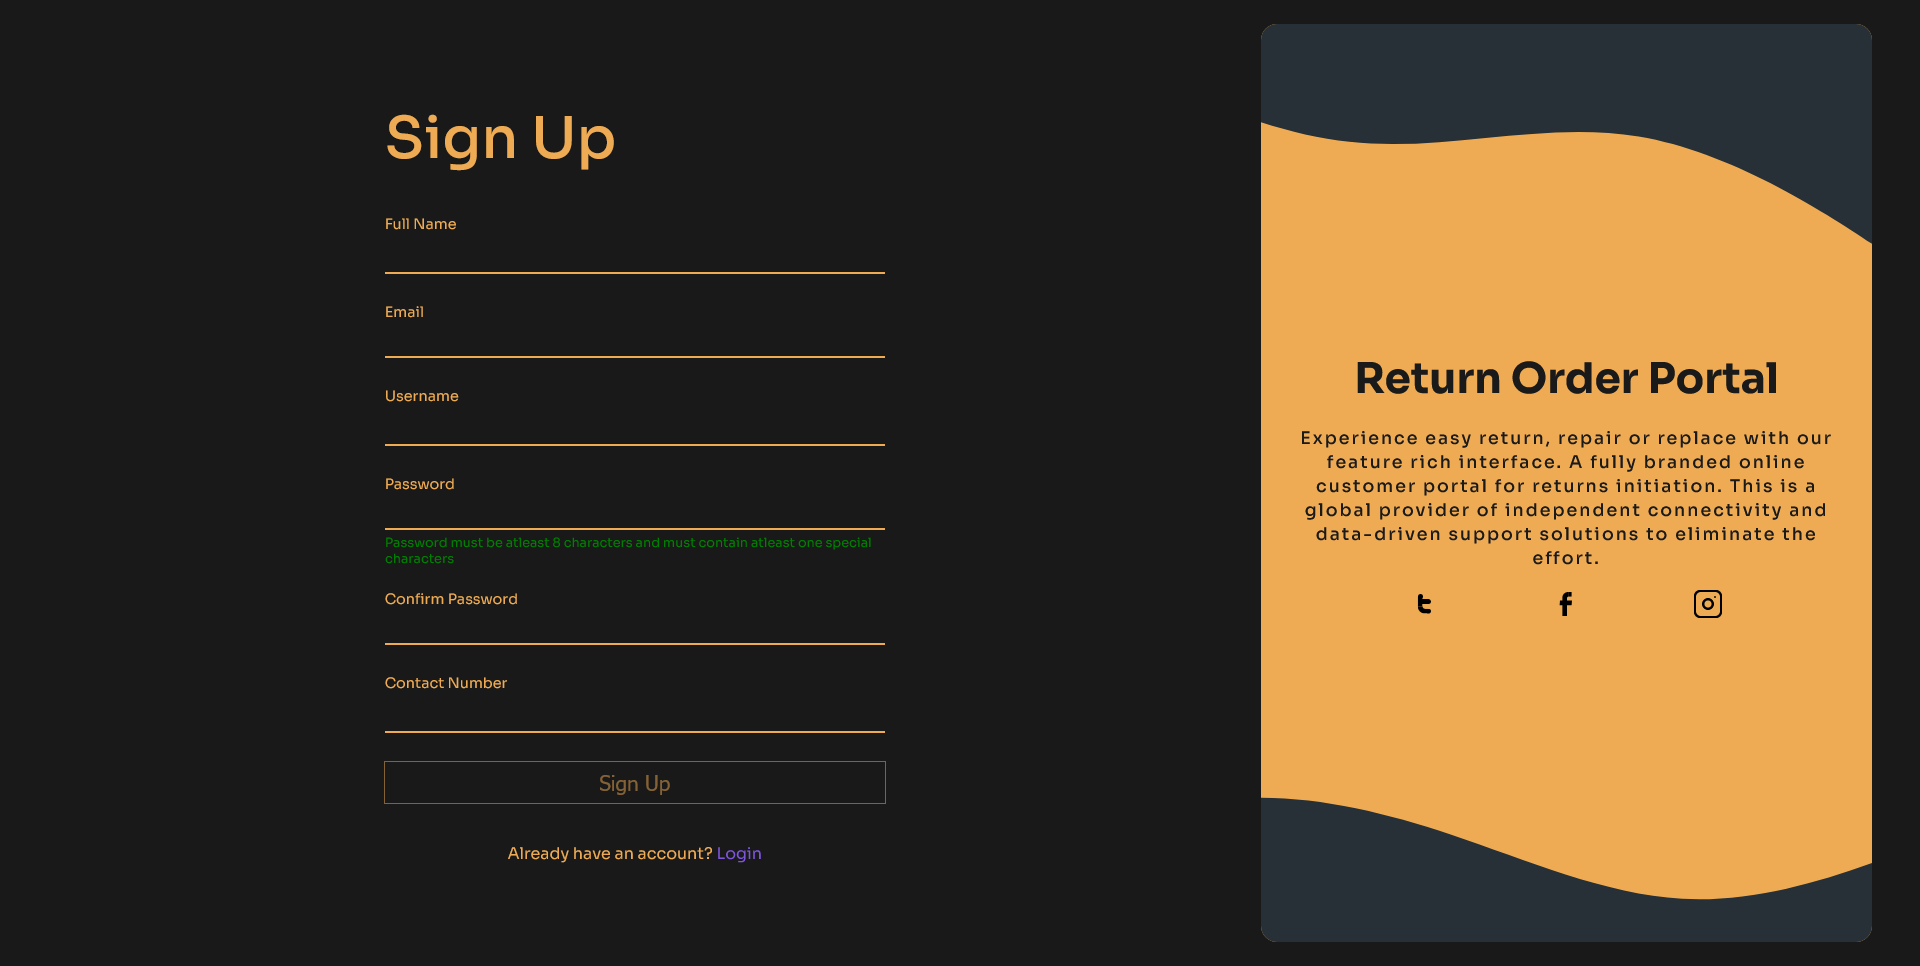 Sign Up
Full Name
Email
Username
Password
Password must be atleast 8 characters and must contain atleast one special
characters
Confirm Password
Contact Number
Sign Up
Already have an account? Login
Return Order Portal
Experience easy return, repair or replace with our
feature rich interface. A fully branded online
customer portal for returns initiation. This is a
global provider of independent connectivity and
data-driven support solutions to eliminate the
effort.